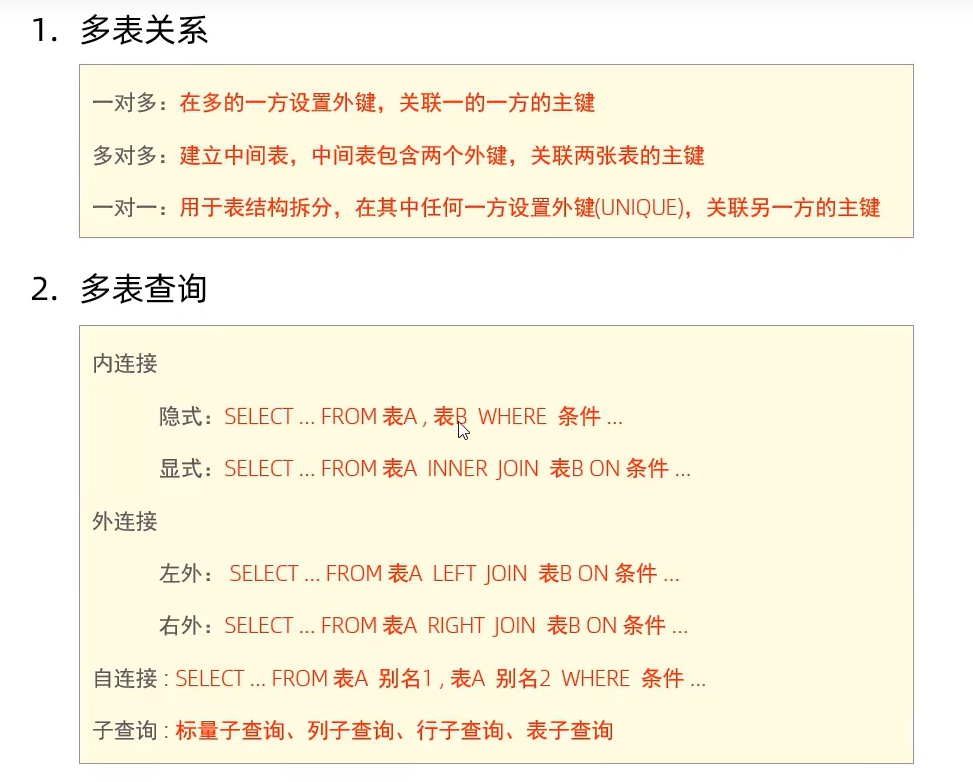 1. 多表关系
一对多：在多的一方设置外键，关联一的一方的主键
多对多：建立中间表，中间表包含两个外键，关联两张表的主键
一对一：用于表结构拆分，在其中任何一方设置外键(UNIQUE)，关联另一方的主键
2. 多表查询
内连接
隐式：SELECT ... FROM 表A , 表B WHERE 条件 ...
显式：SELECT ... FROM 表A INNER JOIN 表B ON 条件 ...
外连接
左外： SELECT ... FROM 表A LEFT JOIN 表B ON 条件 ...
右外：SELECT ... FROM 表A RIGHT JOIN 表B ON 条件 ...
自连接 : SELECT ... FROM 表A 别名1 , 表A 别名2 WHERE 条件 ...
子查询 : 标量子查询、列子查询、行子查询、表子查询